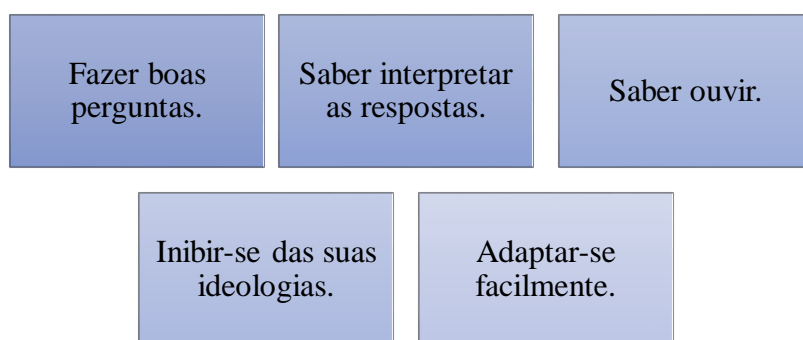 Fazer boas
perguntas.
Saber interpretar
as respostas.
Saber ouvir.
Inibir-se das suas
ideologias.
Adaptar-se
facilmente.